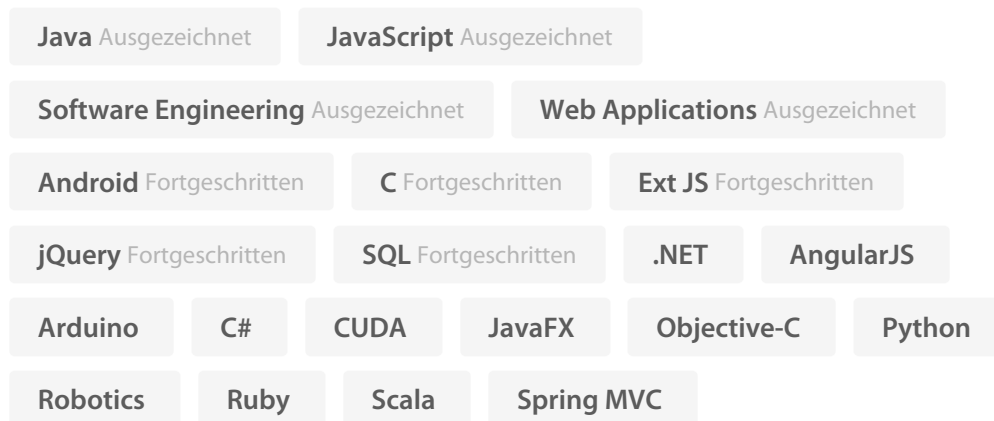 Java Ausgezeichnet JavaScript Ausgezeichnet
Software Engineering Ausgezeichnet Web Applications Ausgezeichnet
Android Fortgeschritten C Fortgeschritten Ext JS Fortgeschritten
jQuery Fortgeschritten SQL Fortgeschritten .NET AngularJS
Arduino C# CUDA JavaFX Objective-C Python
Robotics Ruby Scala Spring MVC